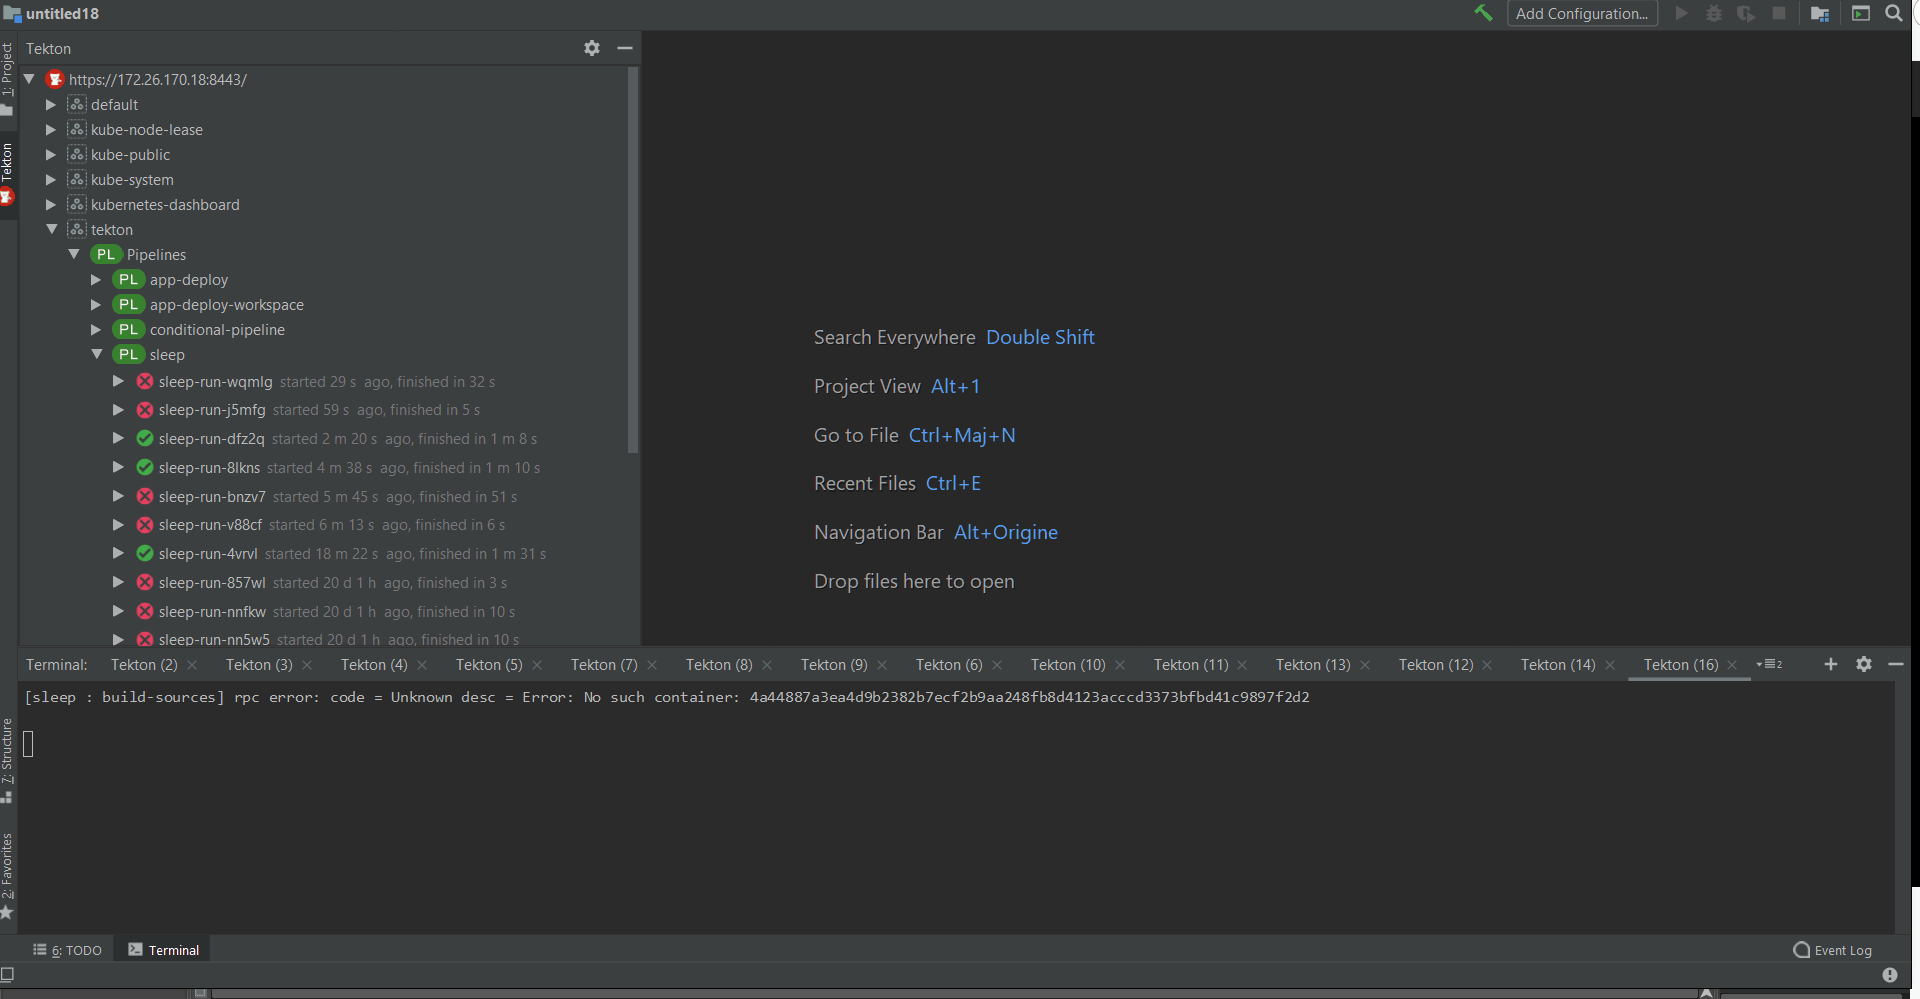 untitled18
Add Configuration...
Tekton
1: Project
Tekton
https://172.26.170.18:8443/
default
kube-node-lease
kube-public
kube-system
kubernetes-dashboard
tekton
PL Pipelines
PL app-deploy
PL app-deploy-workspace
PL conditional-pipeline
PL sleep
sleep-run-wqmlg started 29 s ago, finished in 32 s
sleep-run-j5mfg started 59 s ago, finished in 5 s
sleep-run-dfz2q started 2 m 20 s ago, finished in 1 m 8 s
sleep-run-8lkns started 4 m 38 s ago, finished in 1 m 10 s
sleep-run-bnzv7 started 5 m 45 s ago, finished in 51 s
sleep-run-v88cf started 6 m 13 s ago, finished in 6 s
sleep-run-4vrvl started 18 m 22 s ago, finished in 1 m 31 s
sleep-run-857wl started 20 d 1 h ago, finished in 3 s
sleep-run-nnfkw started 20 d 1 h ago, finished in 10 s
sleep-run-nn5w5 started 20 d 1 h ago, finished in 10 s
Search Everywhere Double Shift
Project View Alt+1
Go to File Ctrl+Maj+N
Recent Files Ctrl+E
Navigation Bar Alt+Origine
Drop files here to open
Terminal: Tekton (2) Tekton (3) Tekton (4) Tekton (5) Tekton (7) Tekton (8) Tekton (9) Tekton (6) Tekton (10) Tekton (11) Tekton (13) Tekton (12) Tekton (14) Tekton (16) 2
[sleep : build-sources] rpc error: code = Unknown desc = Error: No such container: 4a44887a3ea4d9b2382b7ecf2b9aa248fb8d4123acccd3373bfbd41c9897f2d2
7: Structure
2: Favorites
6: TODO
Terminal
Event Log